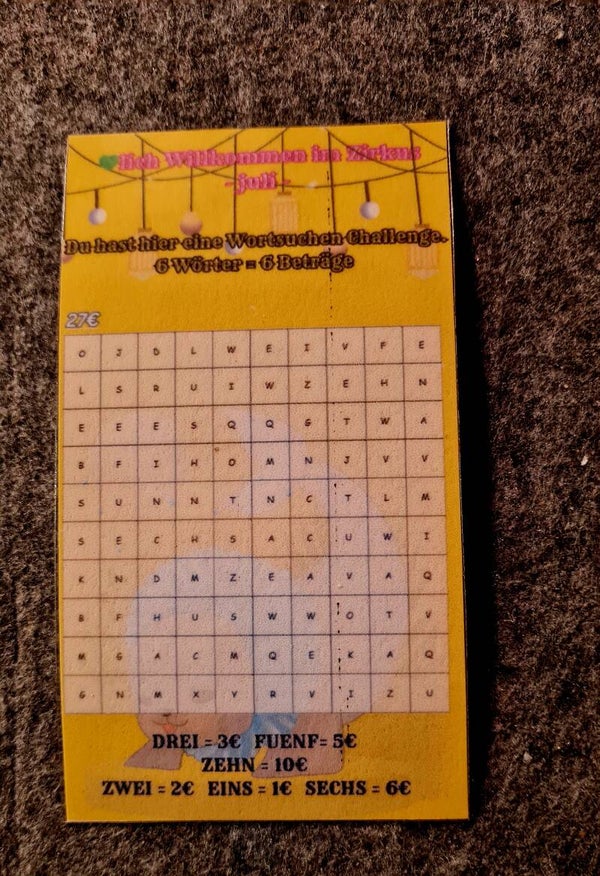 💚lich Willkommen im Zirkus
- juli -
Du hast hier eine Wortsuchen Challenge.
6 Wörter = 6 Beträge
27€
O J D L W E I V F E
L S R U I W Z E H N
E E E S Q Q G T W A
B F I H O M N J V V
S U N N T N C T L M
S E C H S A C U W I
K N D M Z E A V A Q
B F H U S W W O T V
M G A C M Q E K A Q
G N M X Y R V I Z U
DREI = 3€ FUENF= 5€
ZEHN = 10€
ZWEI = 2€ EINS = 1€ SECHS = 6€